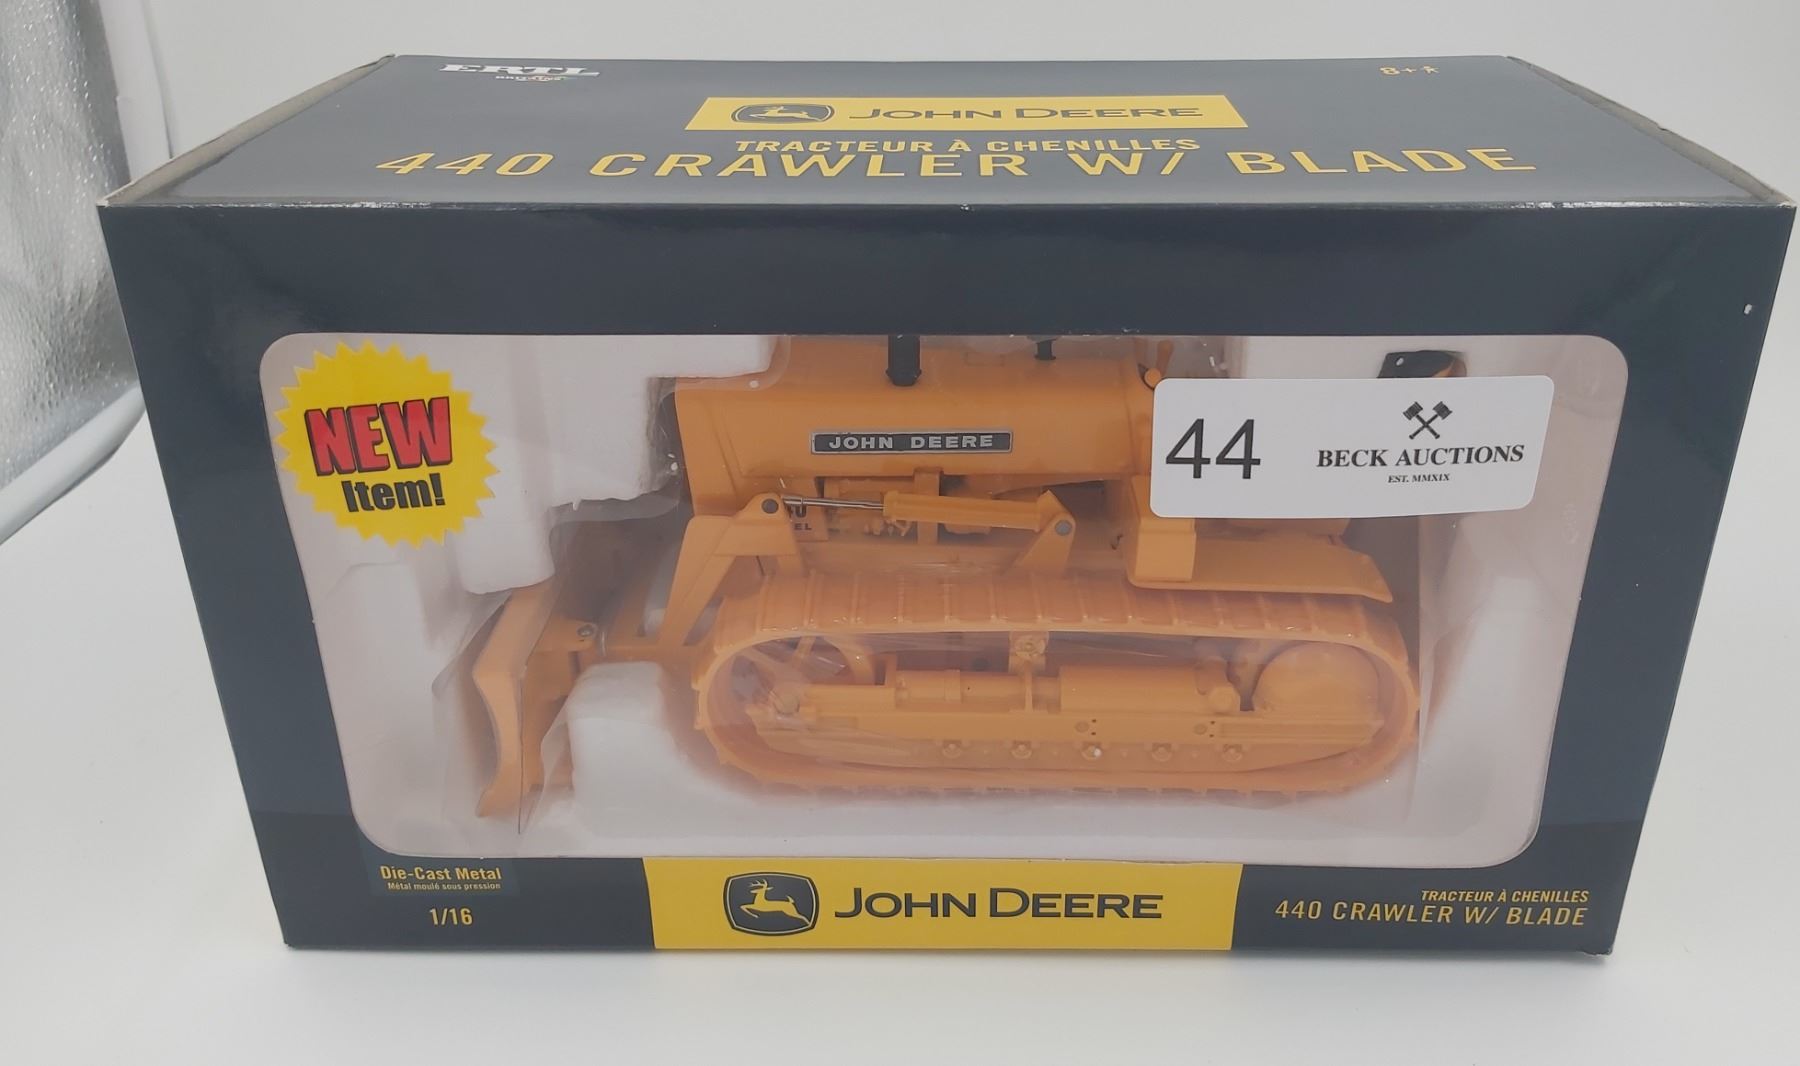 ERTL
BRITAINS
8+
JOHN DEERE
TRACTEUR À CHENILLES
440 CRAWLER W/ BLADE
NEW
Item!
JOHN DEERE
44
BECK AUCTIONS
EST. MMXIX
Die-Cast Metal
Métal moulé sous pression
1/16
JOHN DEERE
TRACTEUR À CHENILLES
440 CRAWLER W/ BLADE